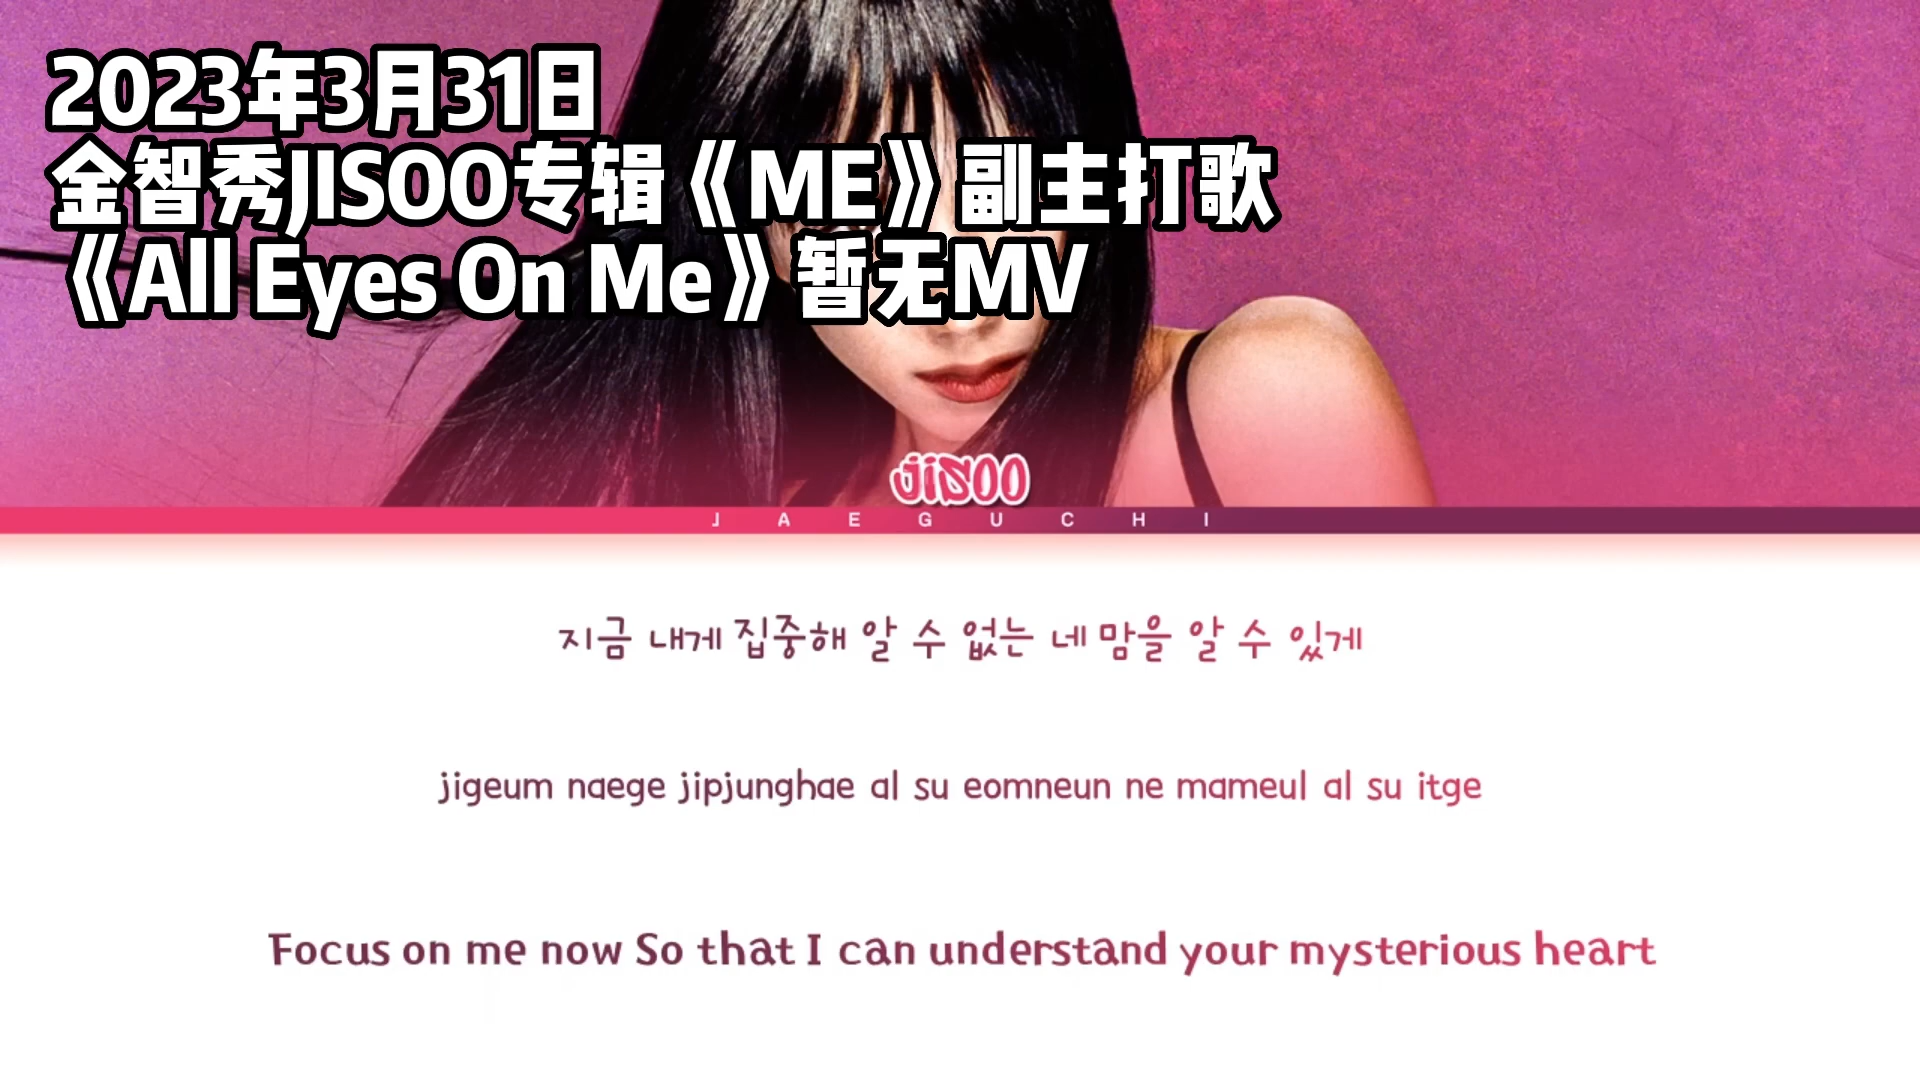 2023年3月31日
金智秀JISOO专辑《ME》副主打歌
《All Eyes On Me》暂无MV
JISOO
JAEGUCHI
지금 내게 집중해 알 수 없는 네 맘을 알 수 있게
jigeum naege jipjunghae al su eomneun ne mameul al su itge
Focus on me now So that I can understand your mysterious heart